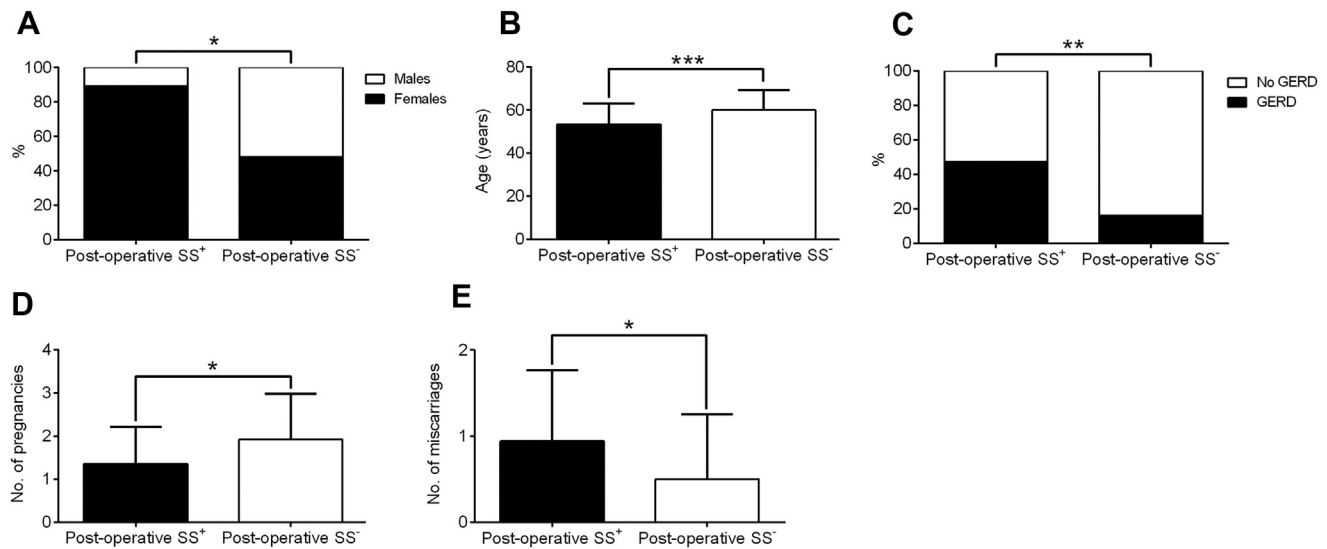 A
*
100
80
60
40
20
0
%
Males
Females
Post-operative SS+
Post-operative SS-
B
***
80
60
40
20
0
Age (years)
Post-operative SS+
Post-operative SS-
C
**
100
80
60
40
20
0
%
No GERD
GERD
Post-operative SS+
Post-operative SS-
D
*
4
3
2
1
0
No. of pregnancies
Post-operative SS+
Post-operative SS-
E
*
2
1
0
No. of miscarriages
Post-operative SS+
Post-operative SS-